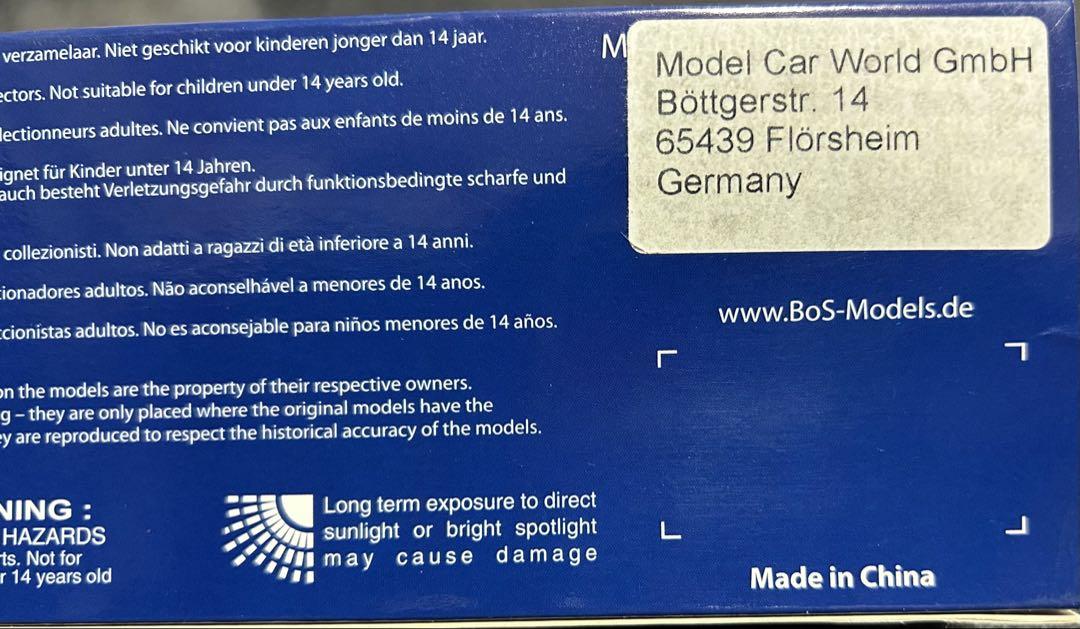 verzamelaar. Niet geschikt voor kinderen jonger dan 14 jaar.
ectors. Not suitable for children under 14 years old.
lectionneurs adultes. Ne convient pas aux enfants de moins de 14 ans.
ignet für Kinder unter 14 Jahren.
auch besteht Verletzungsgefahr durch funktionsbedingte scharfe und
collezionisti. Non adatti a ragazzi di età inferiore a 14 anni.
cionadores adultos. Não aconselhável a menores de 14 anos.
ccionistas adultos. No es aconsejable para niños menores de 14 años.
on the models are the property of their respective owners.
g – they are only placed where the original models have the
ey are reproduced to respect the historical accuracy of the models.
NING :
HAZARDS
ts. Not for
r 14 years old
Long term exposure to direct
sunlight or bright spotlight
may cause damage
M
Model Car World GmbH
Böttgerstr. 14
65439 Flörsheim
Germany
www.BoS-Models.de
Made in China